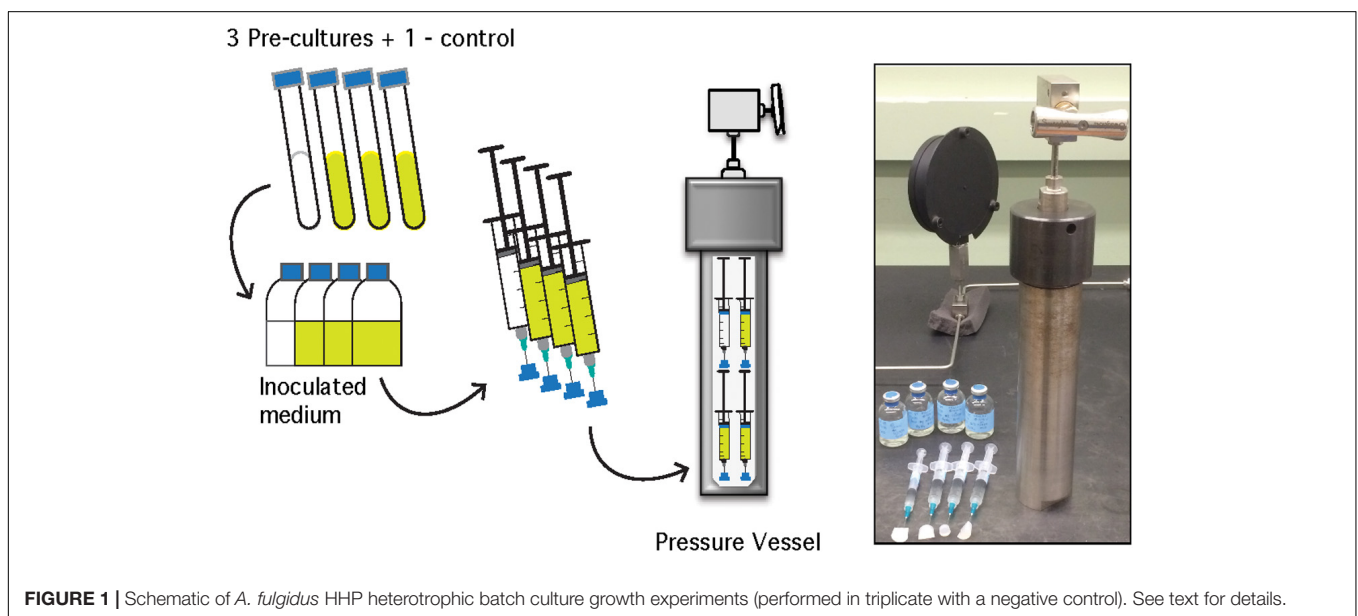 3 Pre-cultures + 1 - control
Inoculated
medium
Pressure Vessel
FIGURE 1 | Schematic of A. fulgidus HHP heterotrophic batch culture growth experiments (performed in triplicate with a negative control). See text for details.